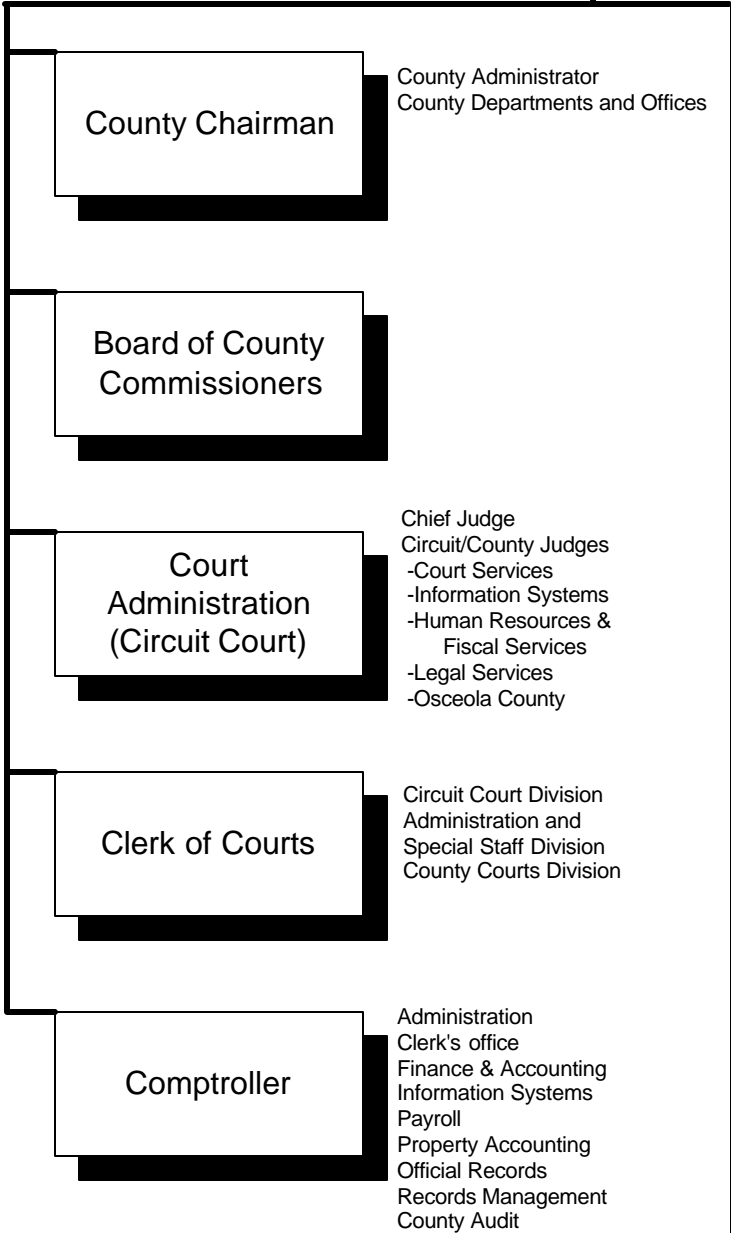 County Chairman
County Administrator
County Departments and Offices
Board of County
Commissioners
Court
Administration
(Circuit Court)
Chief Judge
Circuit/County Judges
-Court Services
-Information Systems
-Human Resources &
Fiscal Services
-Legal Services
-Osceola County
Clerk of Courts
Circuit Court Division
Administration and
Special Staff Division
County Courts Division
Comptroller
Administration
Clerk's office
Finance & Accounting
Information Systems
Payroll
Property Accounting
Official Records
Records Management
County Audit